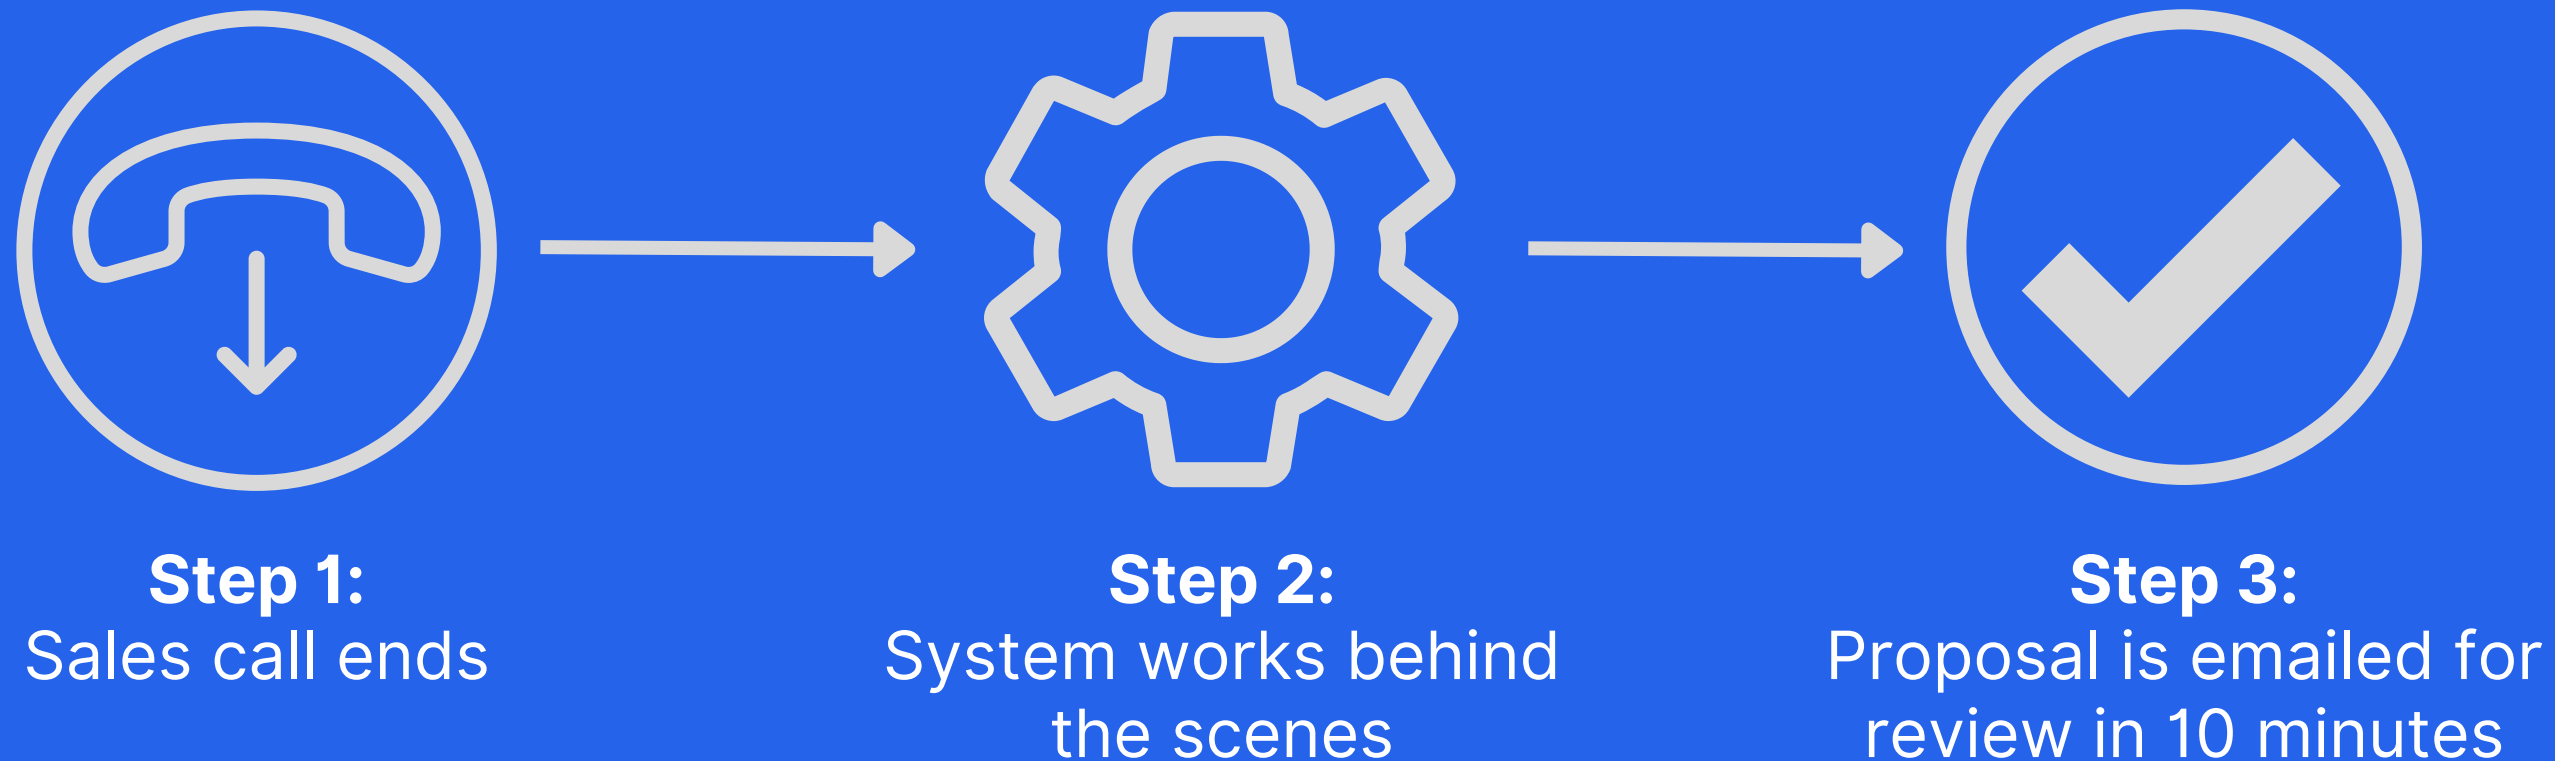 Step 1:
Sales call ends
Step 2:
System works behind
the scenes
Step 3:
Proposal is emailed for
review in 10 minutes